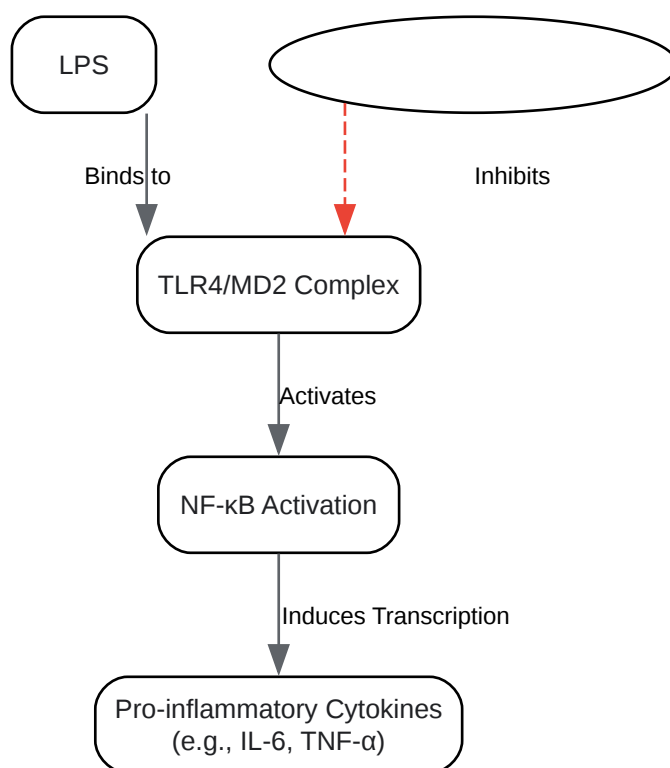 LPS
Binds to
Inhibits
TLR4/MD2 Complex
Activates
NF-κB Activation
Induces Transcription
Pro-inflammatory Cytokines
(e.g., IL-6, TNF-α)